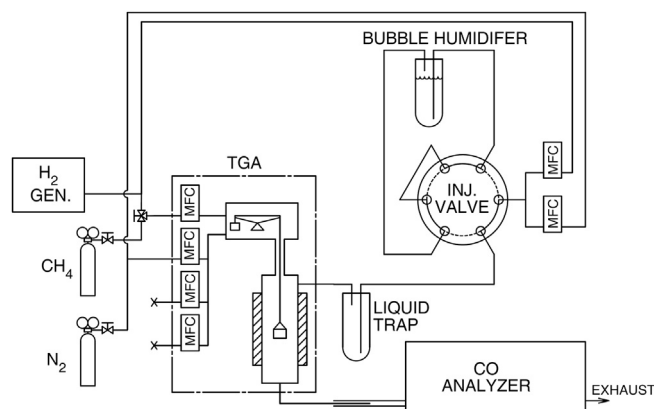 BUBBLE HUMIDIFER
H2
GEN.
TGA
MFC
MFC
MFC
MFC
MFC
MFC
INJ.
VALVE
CH4
N2
LIQUID
TRAP
CO
ANALYZER
EXHAUST